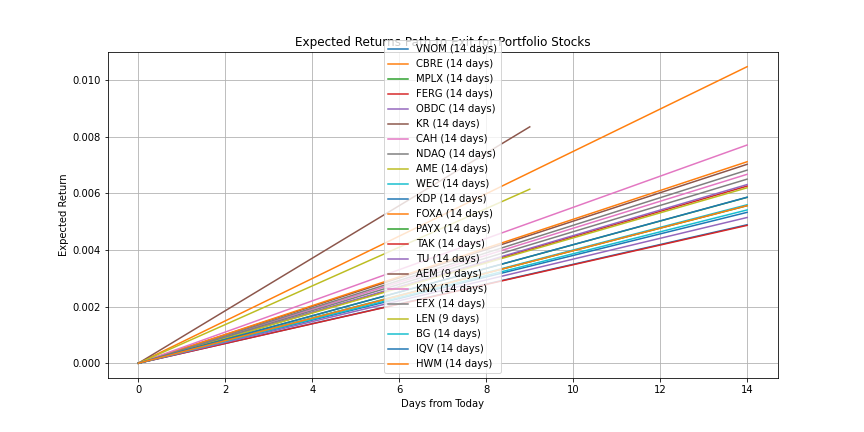 Expected Returns Path to Exit for Portfolio Stocks
VNOM (14 days)
CBRE (14 days)
MPLX (14 days)
FERG (14 days)
OBDC (14 days)
KR (14 days)
CAH (14 days)
NDAQ (14 days)
AME (14 days)
WEC (14 days)
KDP (14 days)
FOXA (14 days)
PAYX (14 days)
TAK (14 days)
TU (14 days)
AEM (9 days)
KNX (14 days)
EFX (14 days)
LEN (9 days)
BG (14 days)
IQV (14 days)
HWM (14 days)
Expected Return
0.010
0.008
0.006
0.004
0.002
0.000
0
2
4
6
8
10
12
14
Days from Today